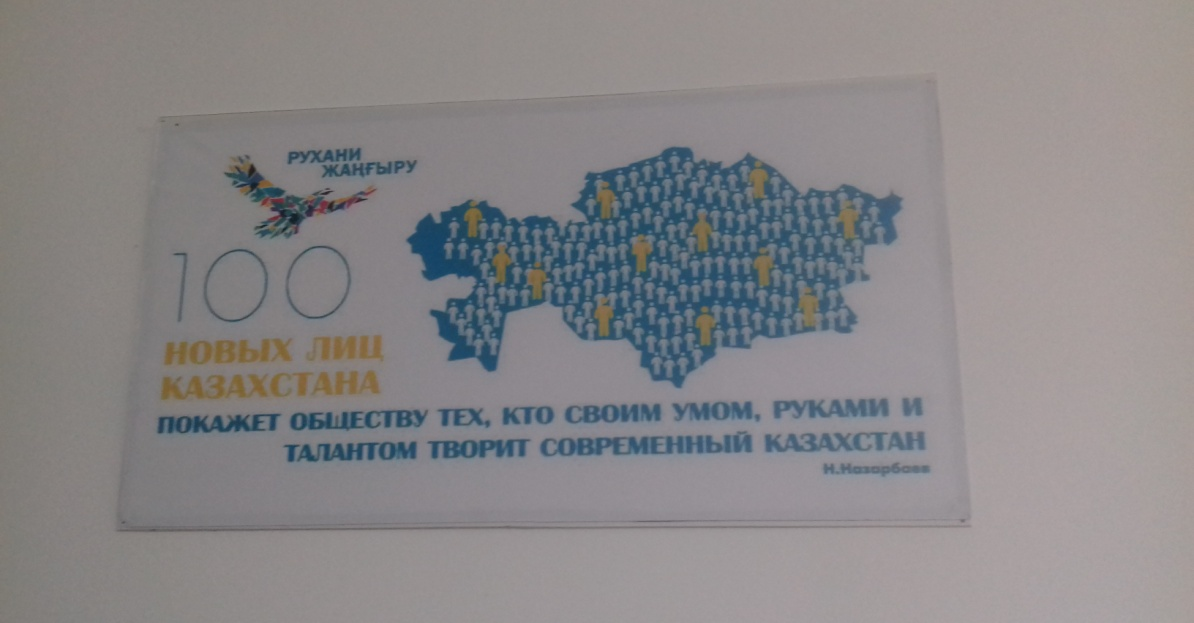 РУХАНИ
ЖАҢҒЫРУ
100
НОВЫХ ЛИЦ
КАЗАХСТАНА
ПОКАЖЕТ ОБЩЕСТВУ ТЕХ, КТО СВОИМ УМОМ, РУКАМИ И
ТАЛАНТОМ ТВОРИТ СОВРЕМЕННЫЙ КАЗАХСТАН
Н.Назарбаев